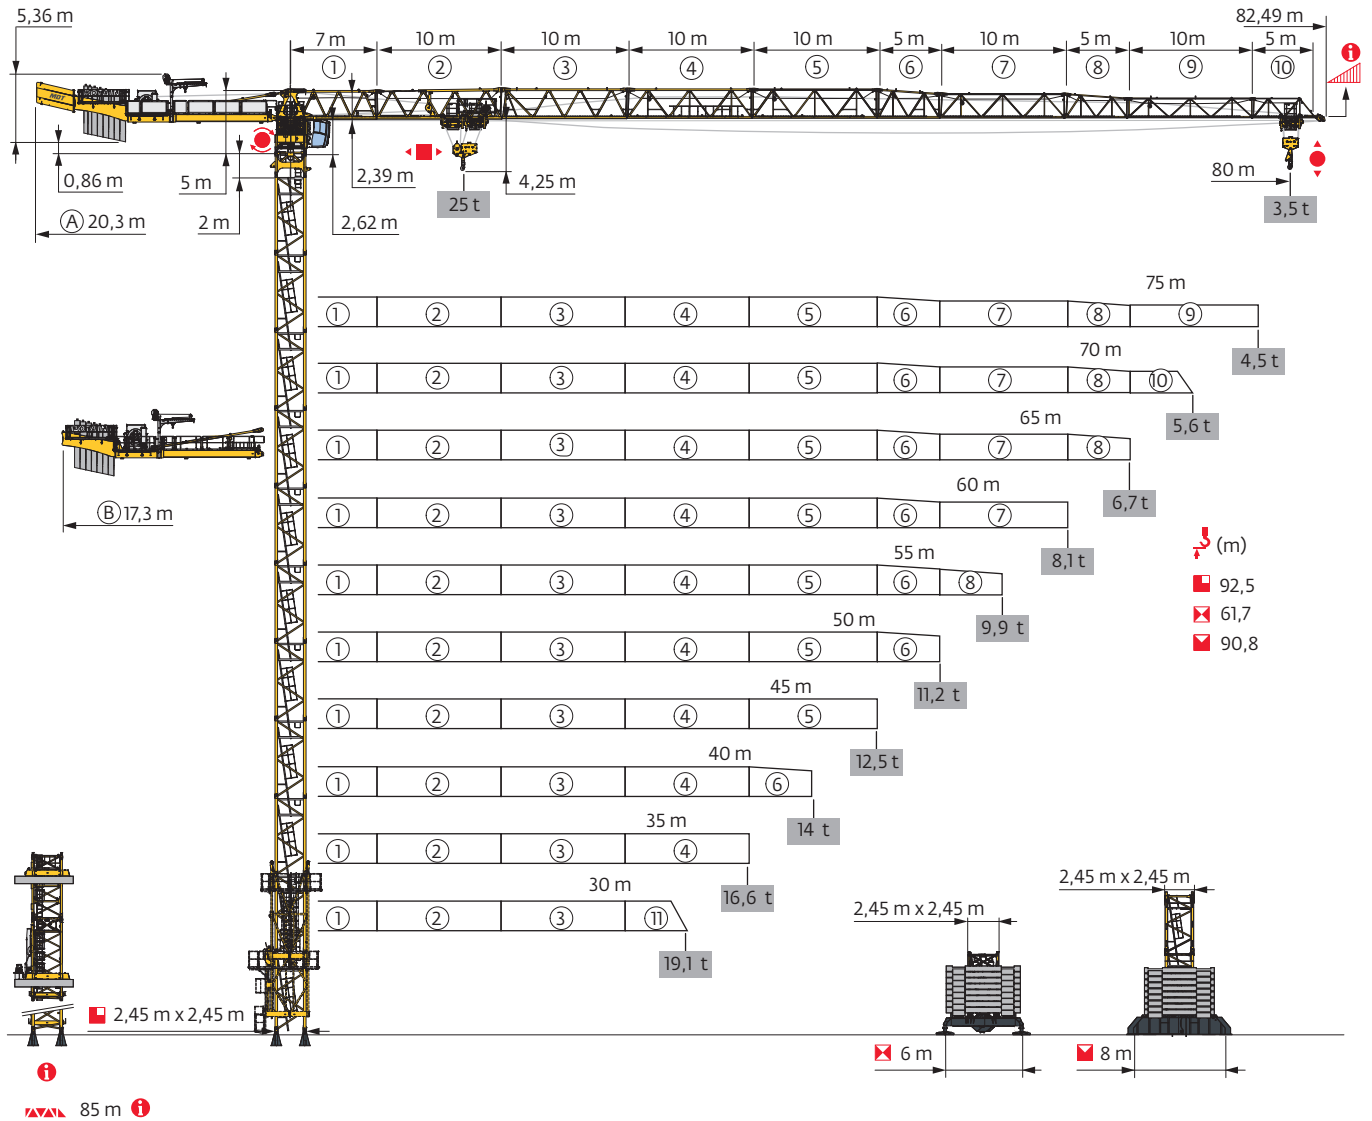 5,36 m
82,49 m
7 m 10 m 10 m 10 m 10 m 5 m 10 m 5 m 10m 5 m
1 2 3 4 5 6 7 8 9 10
i
MDT
0,86 m
5 m
2,39 m
4,25 m
80 m
A 20,3 m
2 m
2,62 m
25 t
3,5 t
75 m
1 2 3 4 5 6 7 8 9
4,5 t
70 m
1 2 3 4 5 6 7 8 10
5,6 t
65 m
1 2 3 4 5 6 7 8
6,7 t
B 17,3 m
60 m
1 2 3 4 5 6 7
8,1 t
(m)
92,5
61,7
90,8
55 m
1 2 3 4 5 6 8
9,9 t
50 m
1 2 3 4 5 6
11,2 t
45 m
1 2 3 4 5
12,5 t
40 m
1 2 3 4 6
14 t
35 m
1 2 3 4
16,6 t
30 m
1 2 3 11
19,1 t
2,45 m x 2,45 m
2,45 m x 2,45 m
2,45 m x 2,45 m
6 m
8 m
i
85 m i